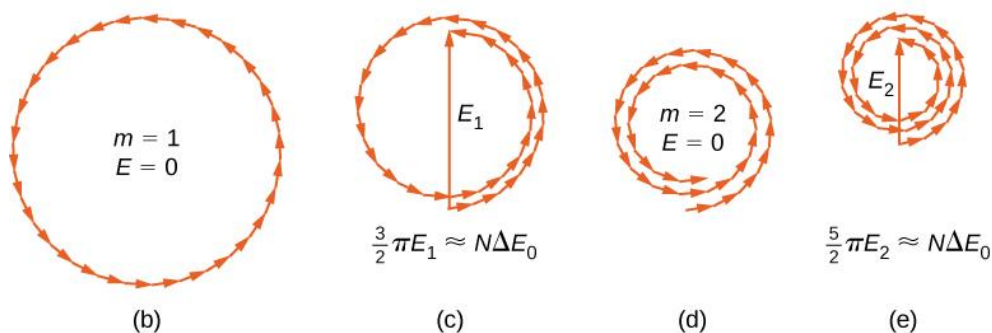 m = 1
E = 0
E₁
m = 2
E = 0
E₂
3/2 πE₁ ≈ NΔE₀
5/2 πE₂ ≈ NΔE₀
(b)
(c)
(d)
(e)